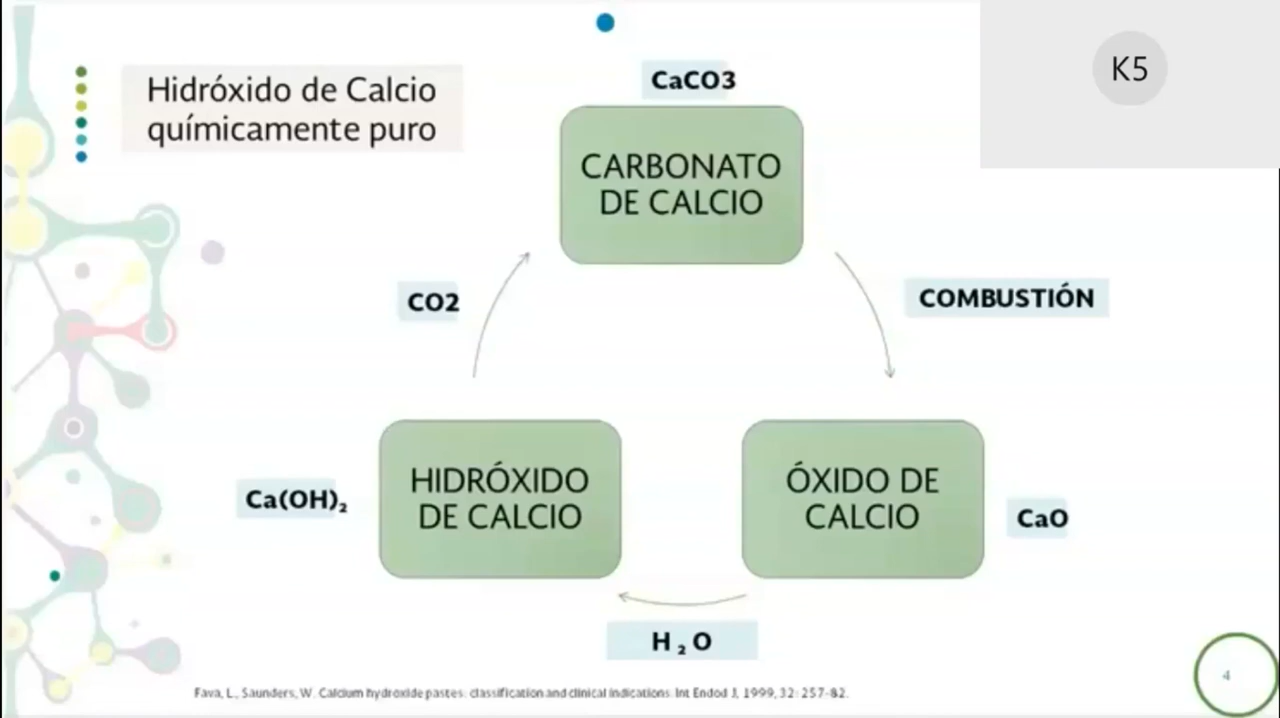 Hidróxido de Calcio
químicamente puro
CaCO3
K5
CARBONATO
DE CALCIO
CO2
COMBUSTIÓN
Ca(OH)₂
HIDRÓXIDO
DE CALCIO
ÓXIDO DE
CALCIO
CaO
H ₂ O
Fava, L., Saunders, W. Calcium hydroxide pastes: classification and clinical indications. Int Endod J, 1999, 32: 257-82.
4